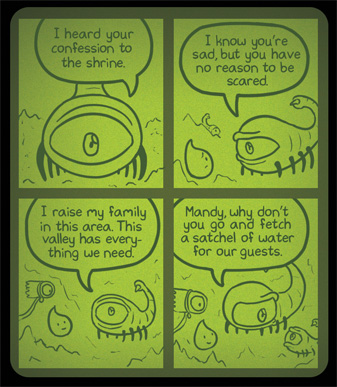 I heard your
confession to
the shrine.
I know you're
sad, but you have
no reason to be
scared.
I raise my family
in this area. This
valley has every-
thing we need.
Mandy, why don't
you go and fetch
a satchel of water
for our guests.